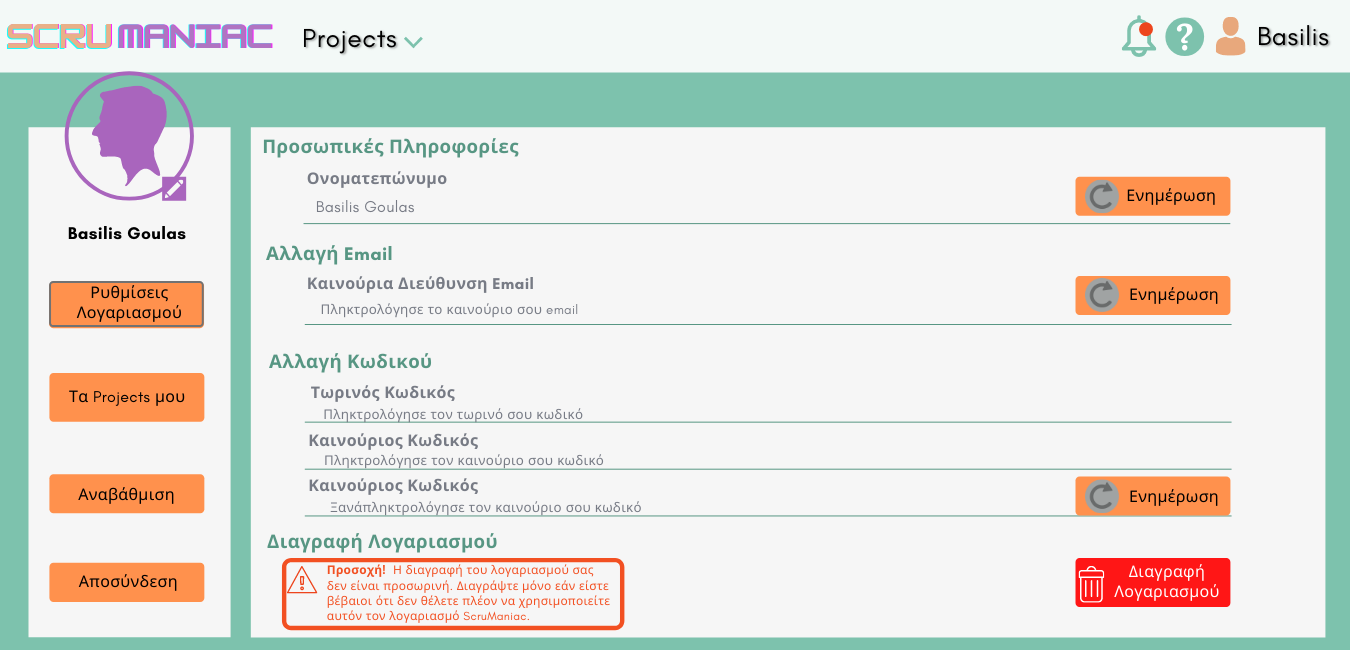 SCRUMANIAC
Projects
Basilis
Basilis Goulas
Ρυθμίσεις
Λογαριασμού
Τα Projects μου
Αναβάθμιση
Αποσύνδεση
Προσωπικές Πληροφορίες
Ονοματεπώνυμο
Basilis Goulas
Ενημέρωση
Αλλαγή Email
Καινούρια Διεύθυνση Email
Πληκτρολόγησε το καινούριο σου email
Ενημέρωση
Αλλαγή Κωδικού
Τωρινός Κωδικός
Πληκτρολόγησε τον τωρινό σου κωδικό
Καινούριος Κωδικός
Πληκτρολόγησε τον καινούριο σου κωδικό
Καινούριος Κωδικός
Ξανάπληκτρολόγησε τον καινούριο σου κωδικό
Ενημέρωση
Διαγραφή Λογαριασμού
Προσοχή! Η διαγραφή του λογαριασμού σας
δεν είναι προσωρινή. Διαγράψτε μόνο εάν είστε
βέβαιοι ότι δεν θέλετε πλέον να χρησιμοποιείτε
αυτόν τον λογαριασμό ScruManiac.
Διαγραφή
Λογαριασμού